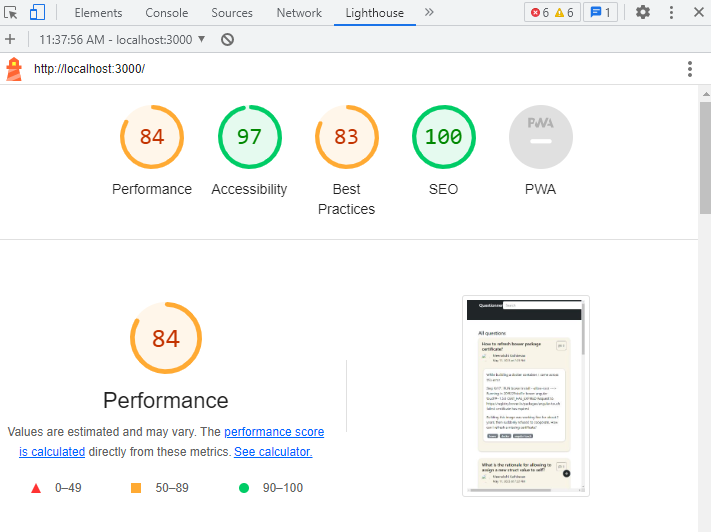 Elements Console Sources Network Lighthouse 6 6 1
11:37:56 AM - localhost:3000
http://localhost:3000/
84 97 83 100 PWA
Performance Accessibility Best Practices SEO PWA
84
Performance
Values are estimated and may vary. The performance score
is calculated directly from these metrics. See calculator.
0–49 50–89 90–100
Search
All questions
How to refresh bower package
certificate?
What is the rationale for allowing to
assign a new struct value to self?